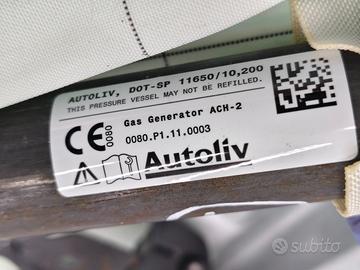 AUTOLIV, DOT-SP 11650/10,200
THIS PRESSURE VESSEL MAY NOT BE REFILLED.
CE 0080
Gas Generator ACH-2
0080.P1.11.0003
Autoliv
subito